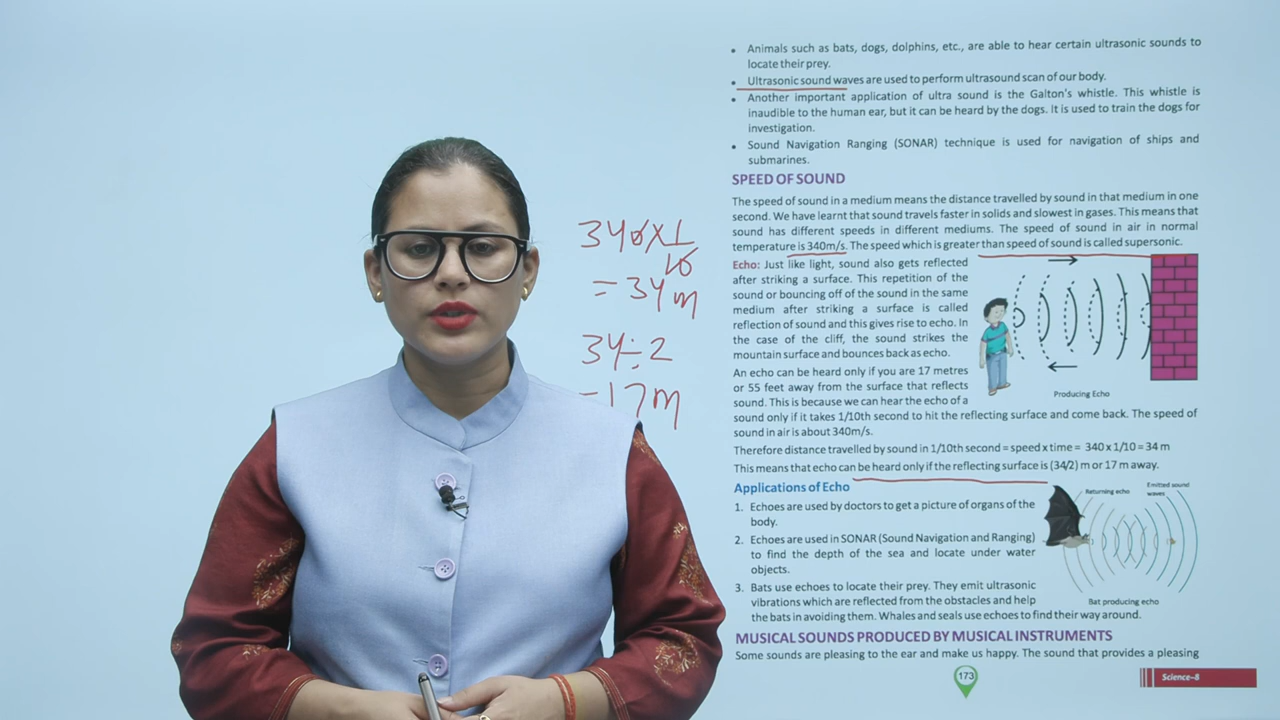 • Animals such as bats, dogs, dolphins, etc., are able to hear certain ultrasonic sounds to
locate their prey.
• Ultrasonic sound waves are used to perform ultrasound scan of our body.
• Another important application of ultra sound is the Galton's whistle. This whistle is
inaudible to the human ear, but it can be heard by the dogs. It is used to train the dogs for
investigation.
• Sound Navigation Ranging (SONAR) technique is used for navigation of ships and
submarines.
SPEED OF SOUND
The speed of sound in a medium means the distance travelled by sound in that medium in one
second. We have learnt that sound travels faster in solids and slowest in gases. This means that
sound has different speeds in different mediums. The speed of sound in air in normal
temperature is 340m/s. The speed which is greater than speed of sound is called supersonic.
Echo: Just like light, sound also gets reflected
after striking a surface. This repetition of the
sound or bouncing off of the sound in the same
medium after striking a surface is called
reflection of sound and this gives rise to echo. In
the case of the cliff, the sound strikes the
mountain surface and bounces back as echo.
An echo can be heard only if you are 17 metres
or 55 feet away from the surface that reflects
sound. This is because we can hear the echo of a
sound only if it takes 1/10th second to hit the reflecting surface and come back. The speed of
sound in air is about 340m/s.
Producing Echo
Therefore distance travelled by sound in 1/10th second = speed x time = 340 x 1/10 = 34 m
This means that echo can be heard only if the reflecting surface is (34/2) m or 17 m away.
Applications of Echo
1. Echoes are used by doctors to get a picture of organs of the
body.
2. Echoes are used in SONAR (Sound Navigation and Ranging)
to find the depth of the sea and locate under water
objects.
3. Bats use echoes to locate their prey. They emit ultrasonic
vibrations which are reflected from the obstacles and help
the bats in avoiding them. Whales and seals use echoes to find their way around.
Returning echo
Emitted sound
waves
Bat producing echo
MUSICAL SOUNDS PRODUCED BY MUSICAL INSTRUMENTS
Some sounds are pleasing to the ear and make us happy. The sound that provides a pleasing
173
Science–8
340x1
10
= 34 m
34÷2
=17m